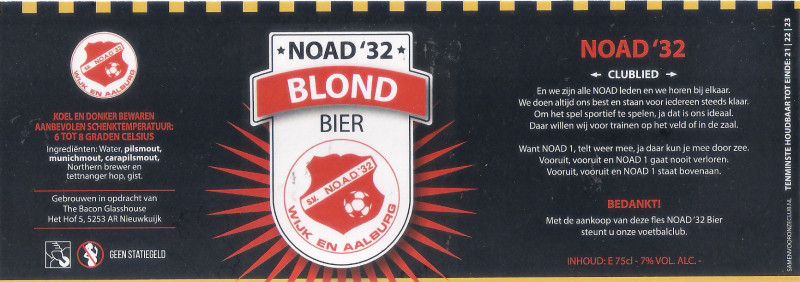 S.V. NOAD '32
WIJK EN AALBURG
KOEL EN DONKER BEWAREN
AANBEVOLEN SCHENKTEMPERATUUR:
6 TOT 8 GRADEN CELSIUS
Ingrediënten: Water, pilsmout,
munichmout, carapilsmout,
Northern brewer en
tettnanger hop, gist.
Gebrouwen in opdracht van
The Bacon Glasshouse
Het Hof 5, 5253 AR Nieuwkuijk
GEEN STATIEGELD
NOAD '32
BLOND
BIER
S.V. NOAD '32
WIJK EN AALBURG
NOAD '32
CLUBLIED
En we zijn alle NOAD leden en we horen bij elkaar.
We doen altijd ons best en staan voor iedereen steeds klaar.
Om het spel sportief te spelen, ja dat is ons ideaal.
Daar willen wij voor trainen op het veld of in de zaal.
Want NOAD 1, telt weer mee, ja daar kun je mee door zee.
Vooruit, vooruit en NOAD 1 gaat nooit verloren.
Vooruit, vooruit en NOAD 1 staat bovenaan.
BEDANKT!
Met de aankoop van deze fles NOAD '32 Bier
steunt u onze voetbalclub.
INHOUD: E 75cl - 7% VOL. ALC. -
SAMENVOORONZECLUB.NL
TENMINSTE HOUDBAAR TOT EINDE: 21 | 22 | 23